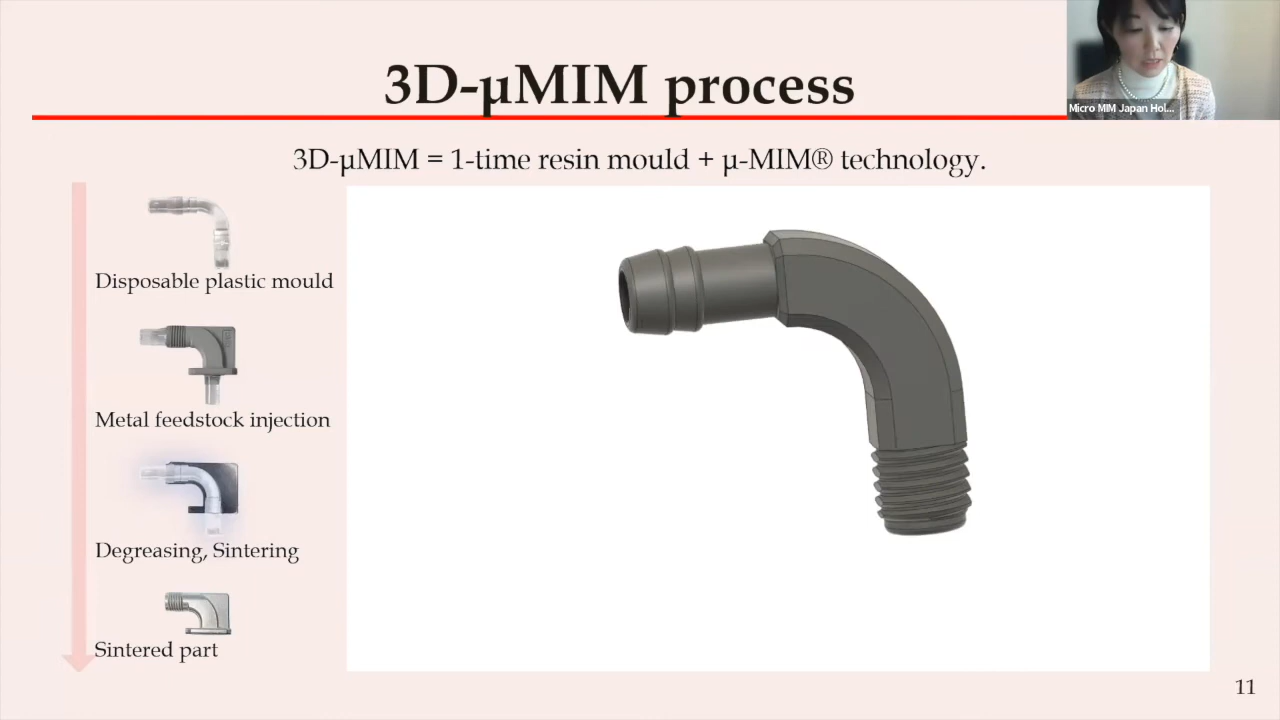 3D-μMIM process
Micro MIM Japan Hol...
3D-μMIM = 1-time resin mould + μ-MIM® technology.
Disposable plastic mould
Metal feedstock injection
Degreasing, Sintering
Sintered part
11